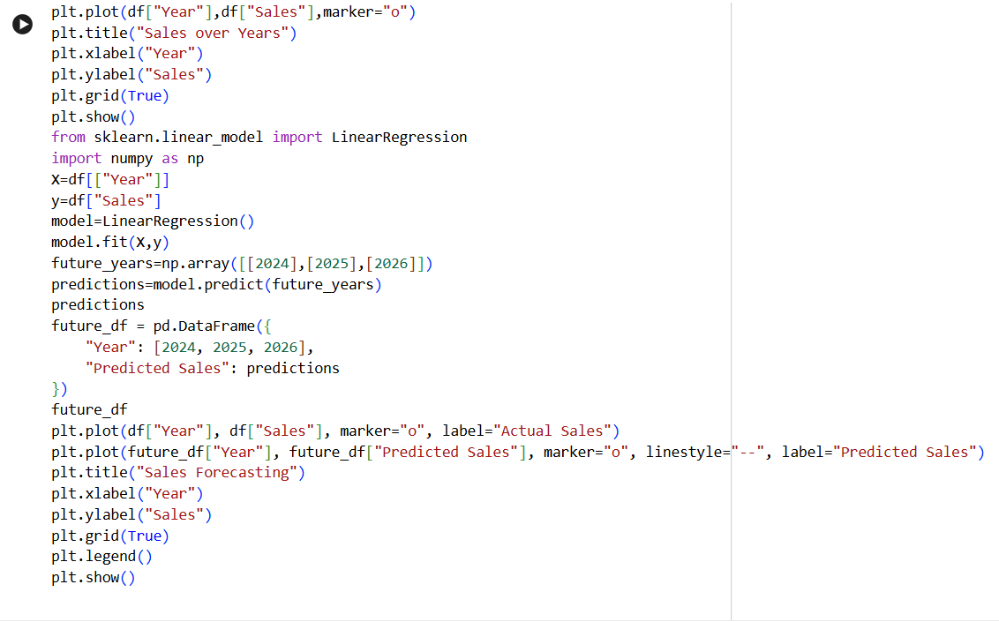 plt.plot(df["Year"],df["Sales"],marker="o")
plt.title("Sales over Years")
plt.xlabel("Year")
plt.ylabel("Sales")
plt.grid(True)
plt.show()
from sklearn.linear_model import LinearRegression
import numpy as np
X=df[["Year"]]
y=df["Sales"]
model=LinearRegression()
model.fit(X,y)
future_years=np.array([[2024],[2025],[2026]])
predictions=model.predict(future_years)
predictions
future_df = pd.DataFrame({
    "Year": [2024, 2025, 2026],
    "Predicted Sales": predictions
})
future_df
plt.plot(df["Year"], df["Sales"], marker="o", label="Actual Sales")
plt.plot(future_df["Year"], future_df["Predicted Sales"], marker="o", linestyle="--", label="Predicted Sales")
plt.title("Sales Forecasting")
plt.xlabel("Year")
plt.ylabel("Sales")
plt.grid(True)
plt.legend()
plt.show()